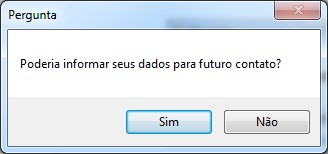 Pergunta
Poderia informar seus dados para futuro contato?
Sim
Não